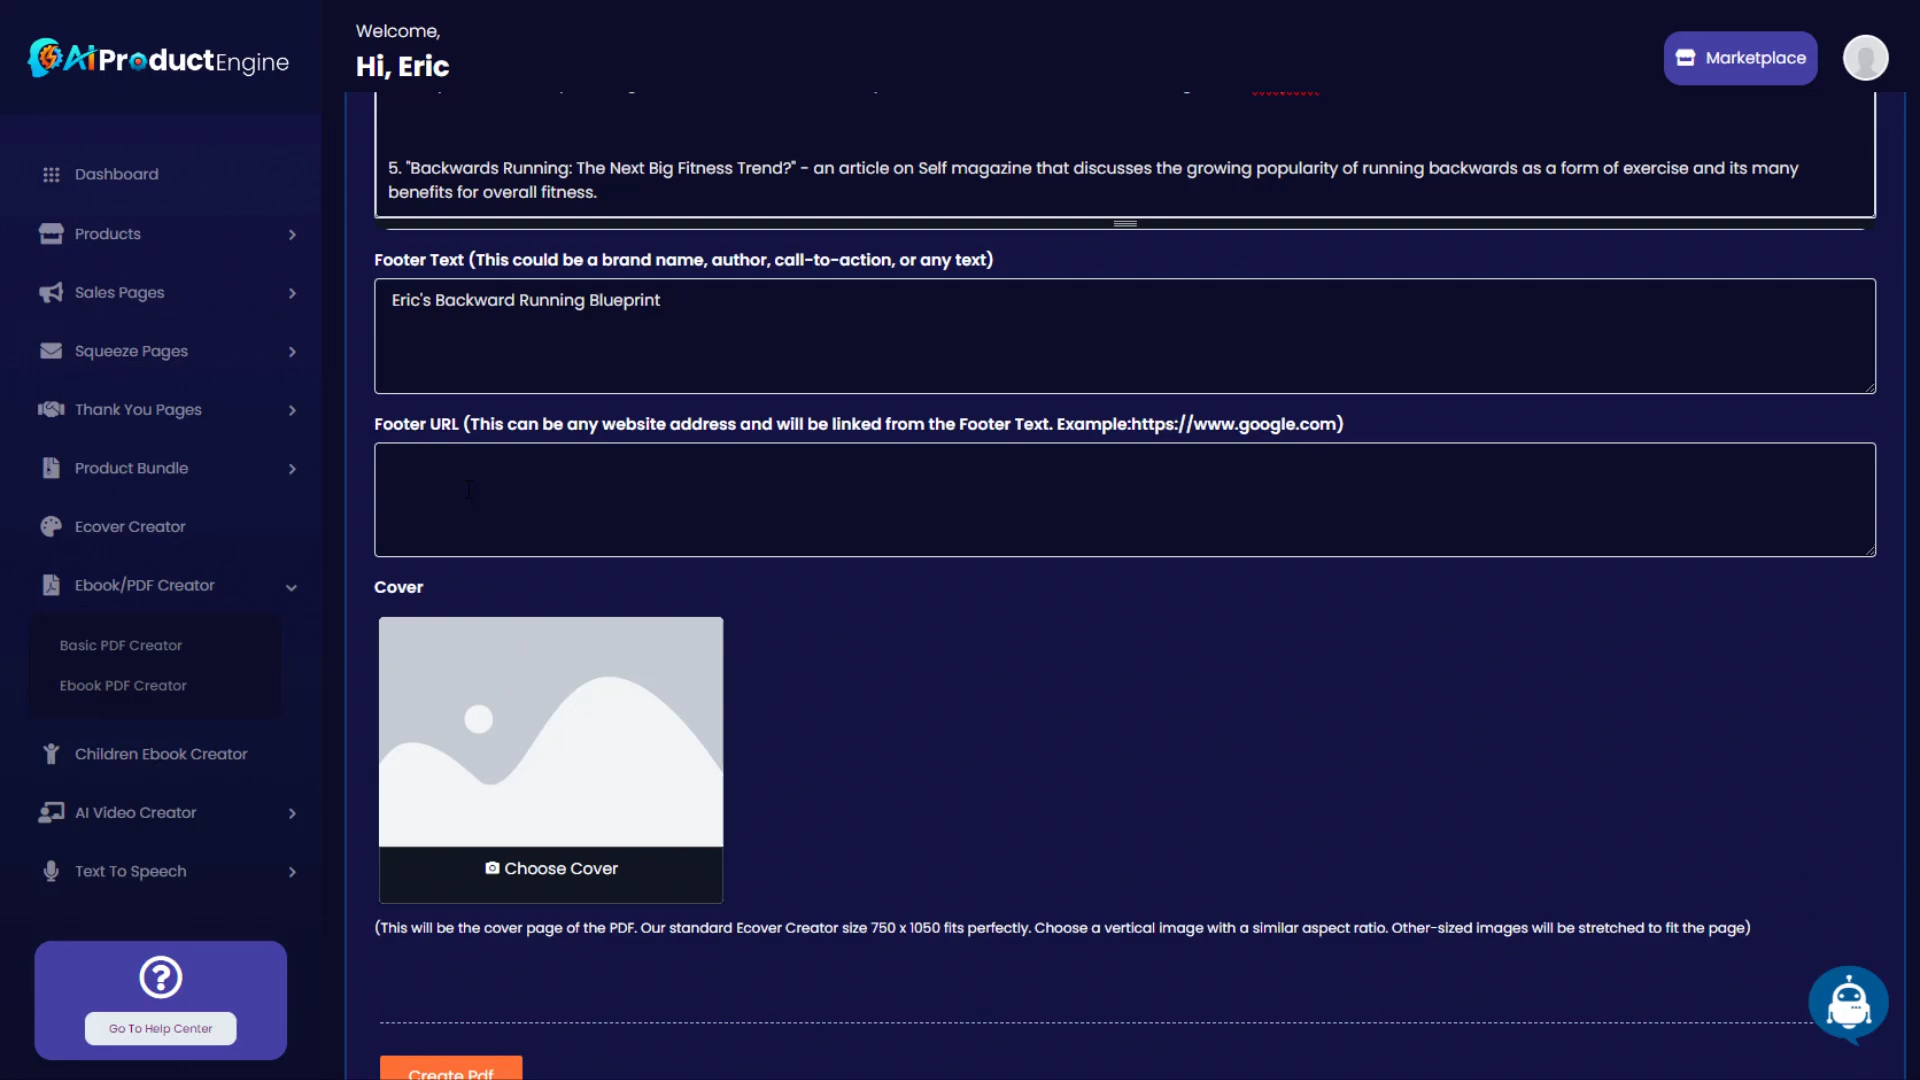 AiProductEngine
Welcome,
Hi, Eric
Marketplace
Dashboard
Products
Sales Pages
Squeeze Pages
Thank You Pages
Product Bundle
Ecover Creator
Ebook/PDF Creator
Basic PDF Creator
Ebook PDF Creator
Children Ebook Creator
AI Video Creator
Text To Speech
Go To Help Center
5. "Backwards Running: The Next Big Fitness Trend?" - an article on Self magazine that discusses the growing popularity of running backwards as a form of exercise and its many
benefits for overall fitness.
Footer Text (This could be a brand name, author, call-to-action, or any text)
Eric's Backward Running Blueprint
Footer URL (This can be any website address and will be linked from the Footer Text. Example:https://www.google.com)
Cover
Choose Cover
(This will be the cover page of the PDF. Our standard Ecover Creator size 750 x 1050 fits perfectly. Choose a vertical image with a similar aspect ratio. Other-sized images will be stretched to fit the page)
Create Pdf